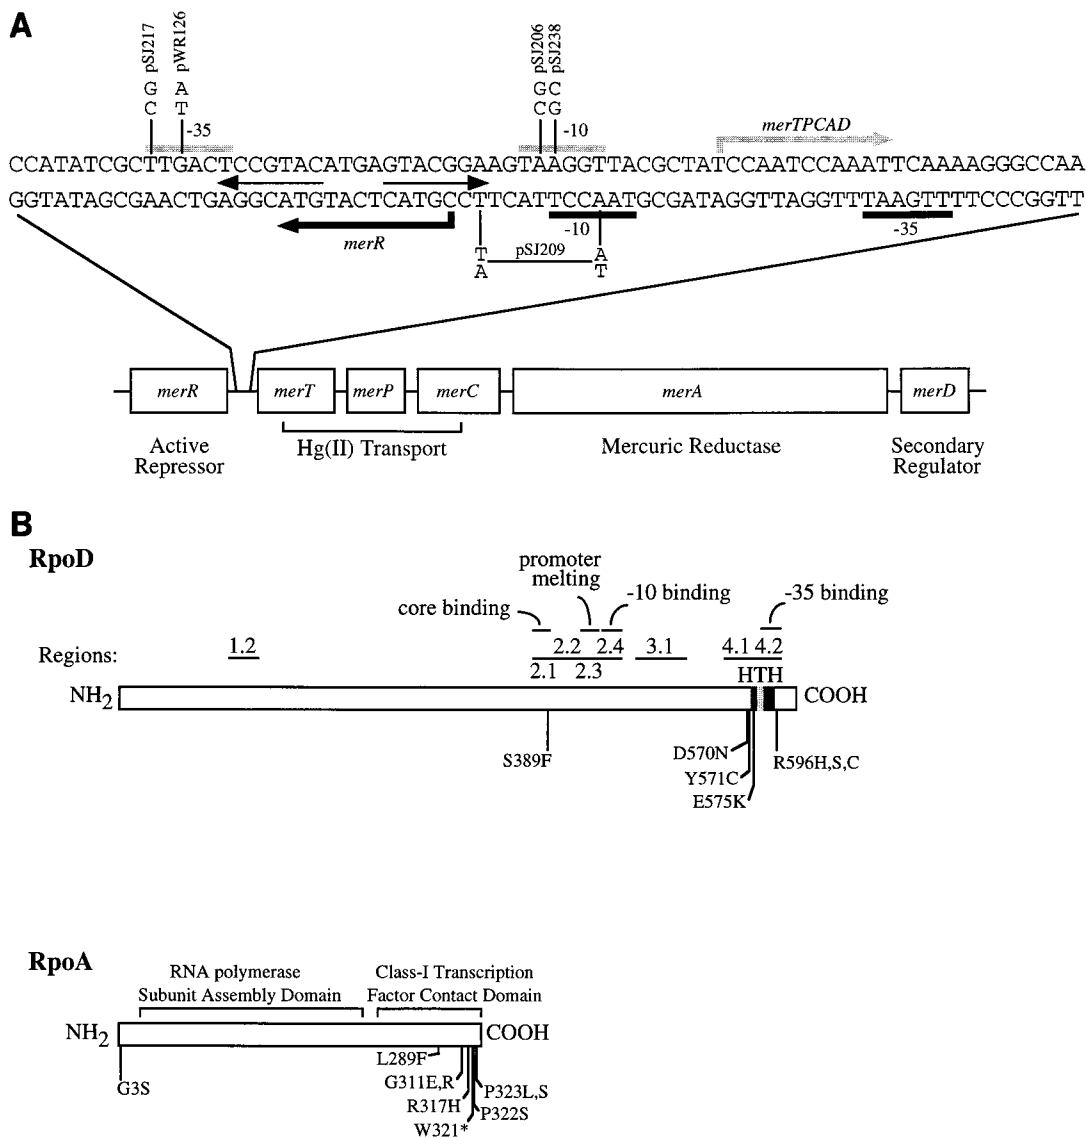 A
pSJ217
pWR126
pSJ206
pSJ238
G A G C
C T C G
-35 -10 merTPCAD
CCATATCGCTTGACTCCGTACATGAGTACGGAAGTAAGGTTACGCTATCCAATCCAAATTCAAAAGGGCCAA
GGTATAGCGAACTGAGGCATGTACTCATGCCTTCATTCCAATGCGATAGGTTAGGTTTAAGTTTTCCCGGTT
merR -10 -35
T pSJ209 A
A T
merR merT merP merC merA merD
Active Hg(II) Transport Mercuric Reductase Secondary
Repressor Regulator
B
RpoD
promoter
melting
core binding -10 binding -35 binding
Regions: 1.2 2.2 2.4 3.1 4.1 4.2
2.1 2.3 HTH
NH2 COOH
S389F D570N R596H,S,C
Y571C
E575K
RpoA
RNA polymerase Class-I Transcription
Subunit Assembly Domain Factor Contact Domain
NH2 COOH
L289F
G3S G311E,R P323L,S
R317H P322S
W321*